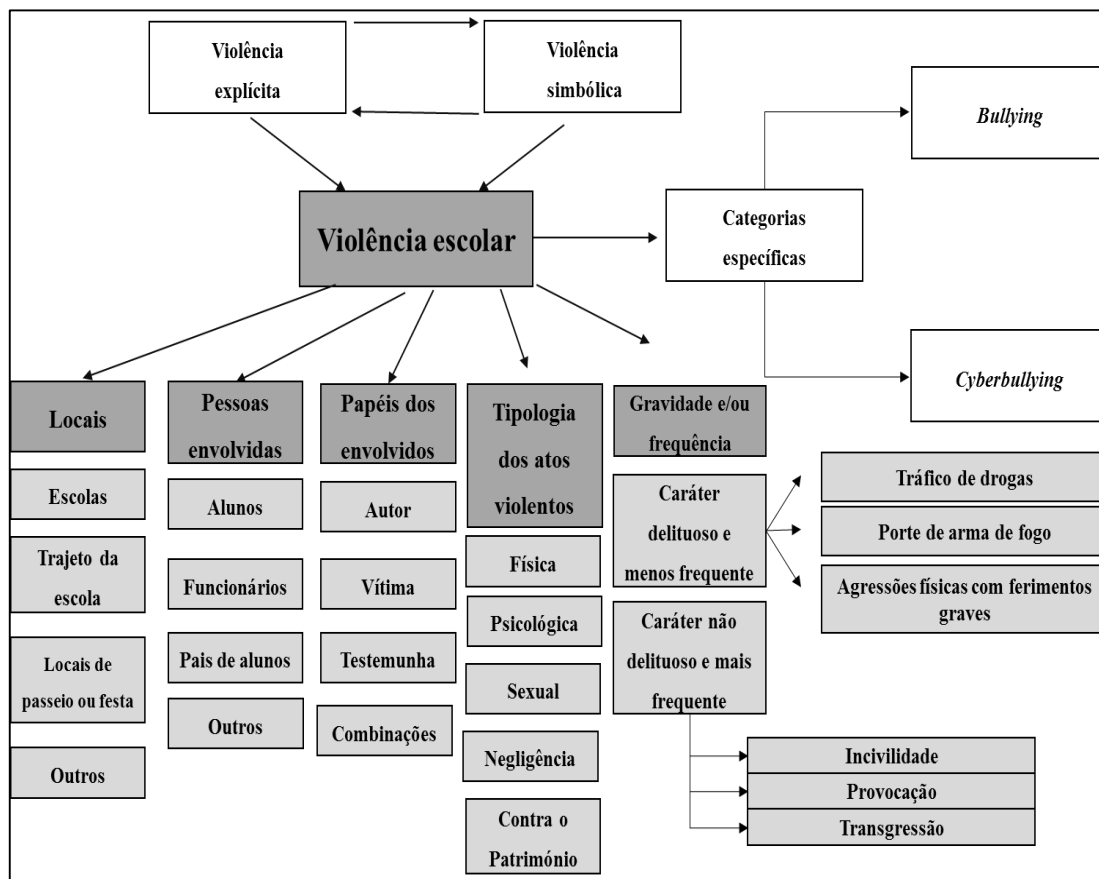 Violência
explícita
Violência
simbólica
Bullying
Violência escolar
Categorias
específicas
Cyberbullying
Locais
Escolas
Trajeto da
escola
Locais de
passeio ou festa
Outros
Pessoas
envolvidas
Alunos
Funcionários
Pais de alunos
Outros
Papéis dos
envolvidos
Autor
Vítima
Testemunha
Combinações
Tipologia
dos atos
violentos
Física
Psicológica
Sexual
Negligência
Contra o
Património
Gravidade e/ou
frequência
Caráter
delituoso e
menos frequente
Tráfico de drogas
Porte de arma de fogo
Agressões físicas com ferimentos
graves
Caráter não
delituoso e mais
frequente
Incivilidade
Provocação
Transgressão